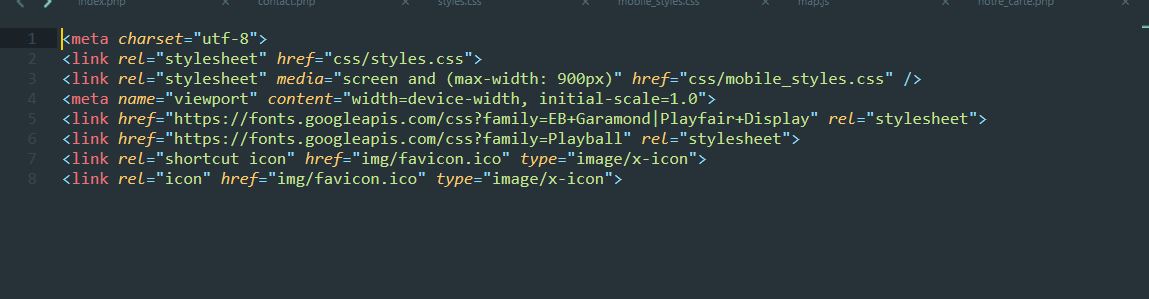 index.php contact.php styles.css mobile_styles.css map.js notre_carte.php
1 <meta charset="utf-8">
2 <link rel="stylesheet" href="css/styles.css">
3 <link rel="stylesheet" media="screen and (max-width: 900px)" href="css/mobile_styles.css" />
4 <meta name="viewport" content="width=device-width, initial-scale=1.0">
5 <link href="https://fonts.googleapis.com/css?family=EB+Garamond|Playfair+Display" rel="stylesheet">
6 <link href="https://fonts.googleapis.com/css?family=Playball" rel="stylesheet">
7 <link rel="shortcut icon" href="img/favicon.ico" type="image/x-icon">
8 <link rel="icon" href="img/favicon.ico" type="image/x-icon">